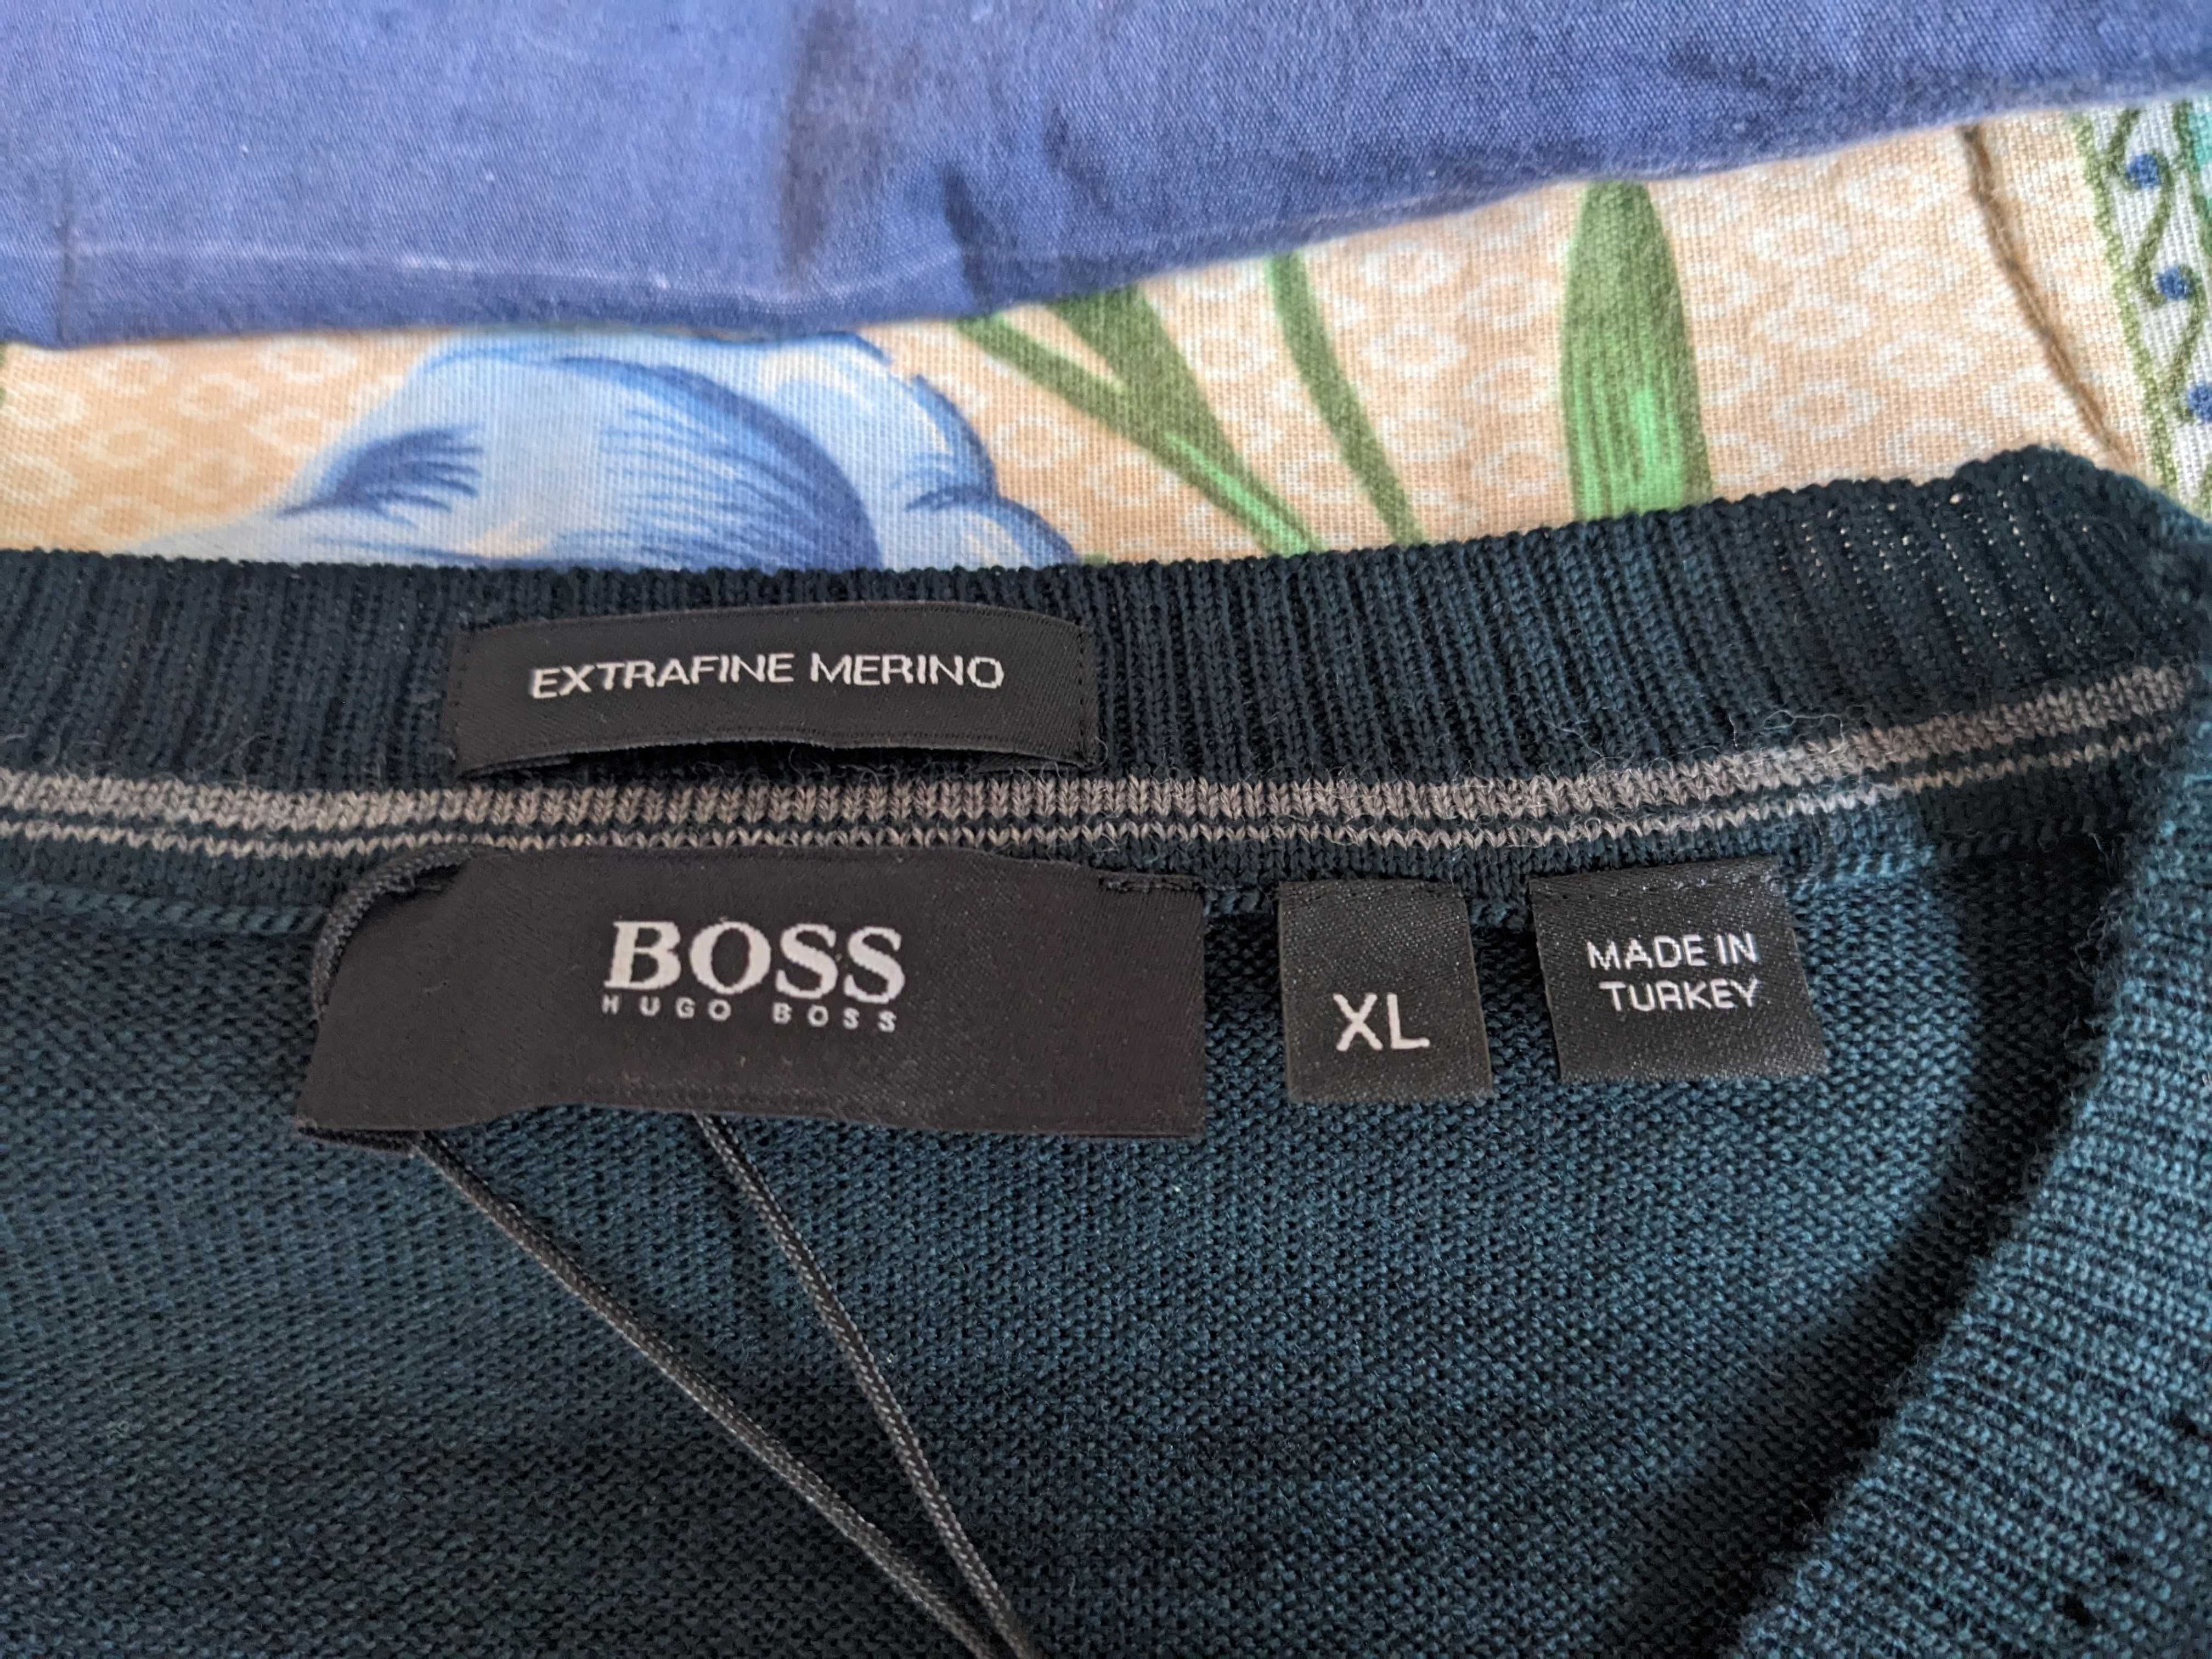 EXTRAFINE MERINO
BOSS
HUGO BOSS
XL
MADE IN
TURKEY